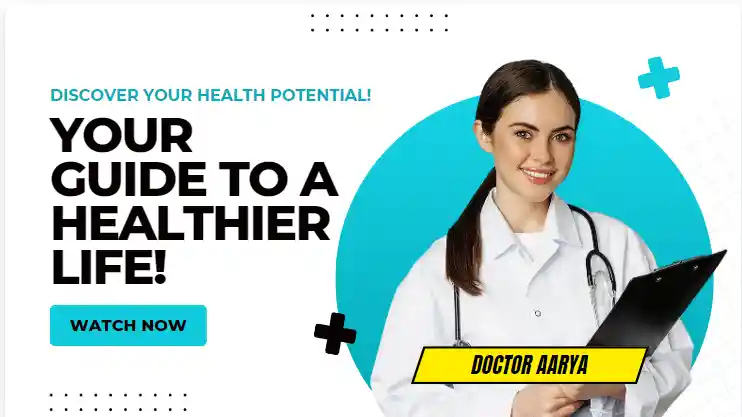 DISCOVER YOUR HEALTH POTENTIAL!
YOUR
GUIDE TO A
HEALTHIER
LIFE!
WATCH NOW
DOCTOR AARYA